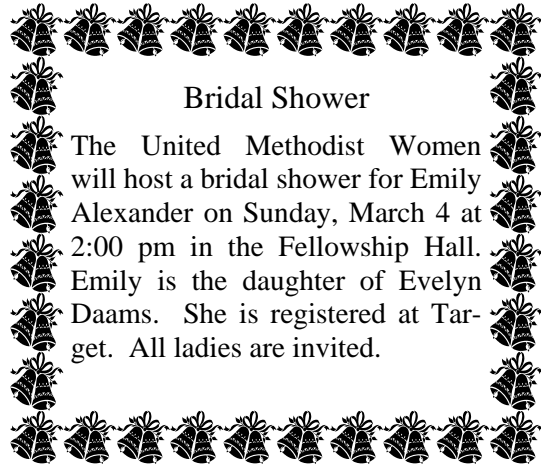 Bridal Shower
The United Methodist Women
will host a bridal shower for Emily
Alexander on Sunday, March 4 at
2:00 pm in the Fellowship Hall.
Emily is the daughter of Evelyn
Daams. She is registered at Tar-
get. All ladies are invited.